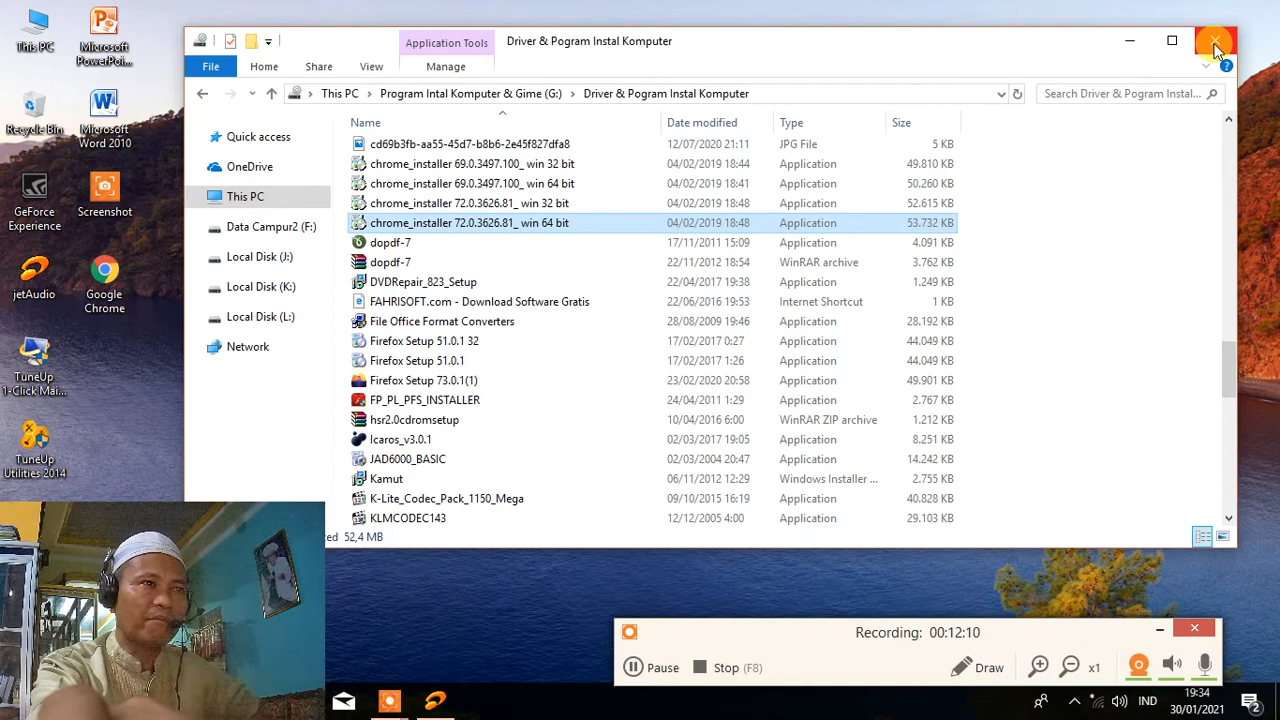 This PC
Microsoft
PowerPoi...
Recycle Bin
Microsoft
Word 2010
GeForce
Experience
Screenshot
jetAudio
Google
Chrome
TuneUp
1-Click Mai...
TuneUp
Utilities 2014
Application Tools
Driver & Pogram Instal Komputer
File
Home
Share
View
Manage
This PC
Program Intal Komputer & Gime (G:)
Driver & Pogram Instal Komputer
Search Driver & Pogram Instal...
Quick access
OneDrive
This PC
Data Campur2 (F:)
Local Disk (J:)
Local Disk (K:)
Local Disk (L:)
Network
Name Date modified Type Size
cd69b3fb-aa55-45d7-b8b6-2e45f827dfa8 12/07/2020 21:11 JPG File 5 KB
chrome_installer 69.0.3497.100_ win 32 bit 04/02/2019 18:44 Application 49.810 KB
chrome_installer 69.0.3497.100_ win 64 bit 04/02/2019 18:41 Application 50.260 KB
chrome_installer 72.0.3626.81_ win 32 bit 04/02/2019 18:48 Application 52.615 KB
chrome_installer 72.0.3626.81_ win 64 bit 04/02/2019 18:48 Application 53.732 KB
dopdf-7 17/11/2011 15:09 Application 4.091 KB
dopdf-7 22/11/2012 18:54 WinRAR archive 3.762 KB
DVDRepair_823_Setup 22/04/2017 19:38 Application 1.249 KB
FAHRISOFT.com - Download Software Gratis 22/06/2016 19:53 Internet Shortcut 1 KB
File Office Format Converters 28/08/2009 19:46 Application 28.192 KB
Firefox Setup 51.0.1 32 17/02/2017 0:27 Application 44.049 KB
Firefox Setup 51.0.1 17/02/2017 1:26 Application 44.049 KB
Firefox Setup 73.0.1(1) 23/02/2020 20:58 Application 49.901 KB
FP_PL_PFS_INSTALLER 24/04/2011 1:29 Application 2.767 KB
hsr2.0cdromsetup 10/04/2016 6:00 WinRAR ZIP archive 1.212 KB
Icaros_v3.0.1 02/03/2017 19:05 Application 8.251 KB
JAD6000_BASIC 02/03/2004 20:47 Application 14.242 KB
Kamut 06/11/2012 12:29 Windows Installer ... 2.755 KB
K-Lite_Codec_Pack_1150_Mega 09/10/2015 16:19 Application 40.828 KB
KLMCODEC143 12/12/2005 4:00 Application 29.103 KB
52,4 MB
Recording: 00:12:10
Pause
Stop (F8)
Draw
x1
IND
19:34
30/01/2021
2